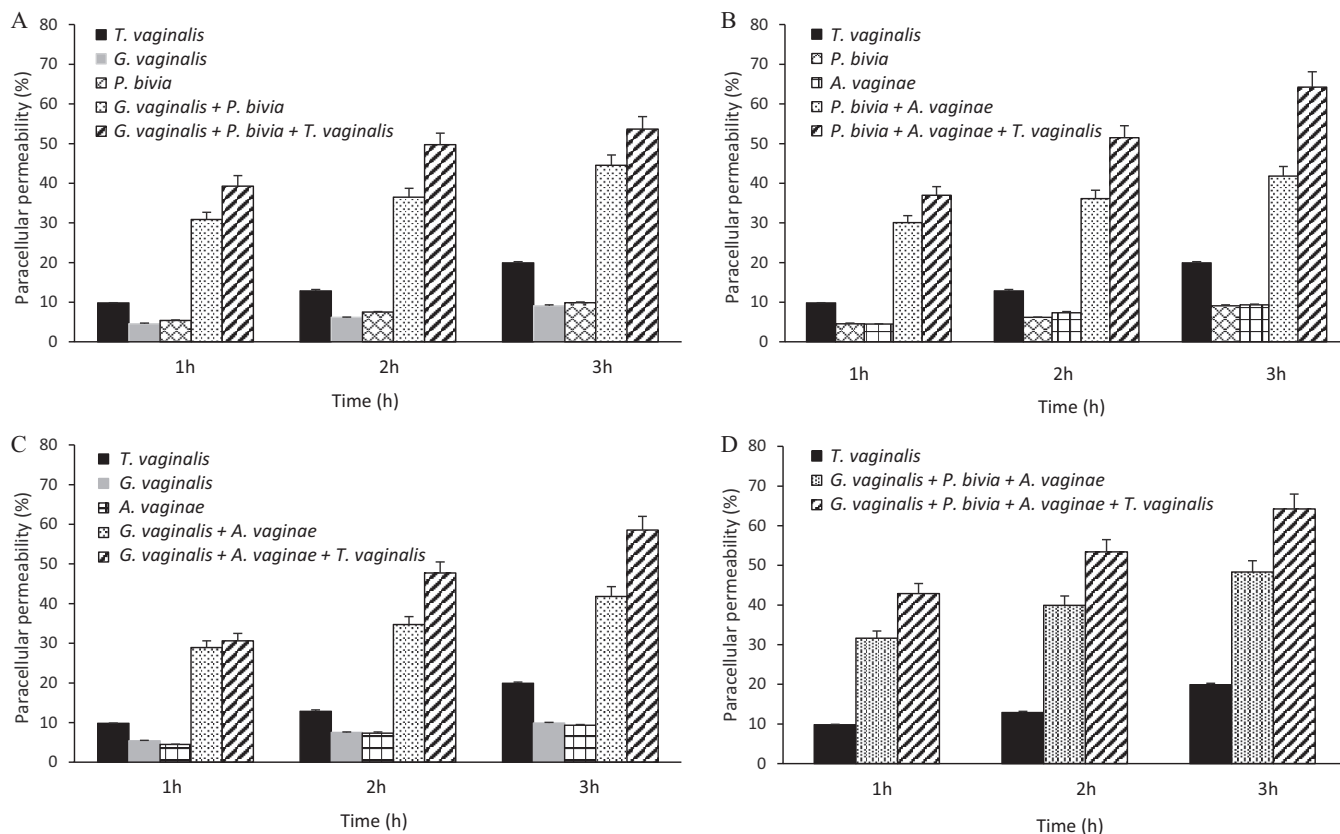 A
T. vaginalis
G. vaginalis
P. bivia
G. vaginalis + P. bivia
G. vaginalis + P. bivia + T. vaginalis
Paracellular permeability (%)
80
70
60
50
40
30
20
10
0
1h
2h
3h
Time (h)
B
T. vaginalis
P. bivia
A. vaginae
P. bivia + A. vaginae
P. bivia + A. vaginae + T. vaginalis
Paracellular permeability (%)
80
70
60
50
40
30
20
10
0
1h
2h
3h
Time (h)
C
T. vaginalis
G. vaginalis
A. vaginae
G. vaginalis + A. vaginae
G. vaginalis + A. vaginae + T. vaginalis
Paracellular permeability (%)
80
70
60
50
40
30
20
10
0
1h
2h
3h
Time (h)
D
T. vaginalis
G. vaginalis + P. bivia + A. vaginae
G. vaginalis + P. bivia + A. vaginae + T. vaginalis
Paracellular permeability (%)
80
70
60
50
40
30
20
10
0
1h
2h
3h
Time (h)